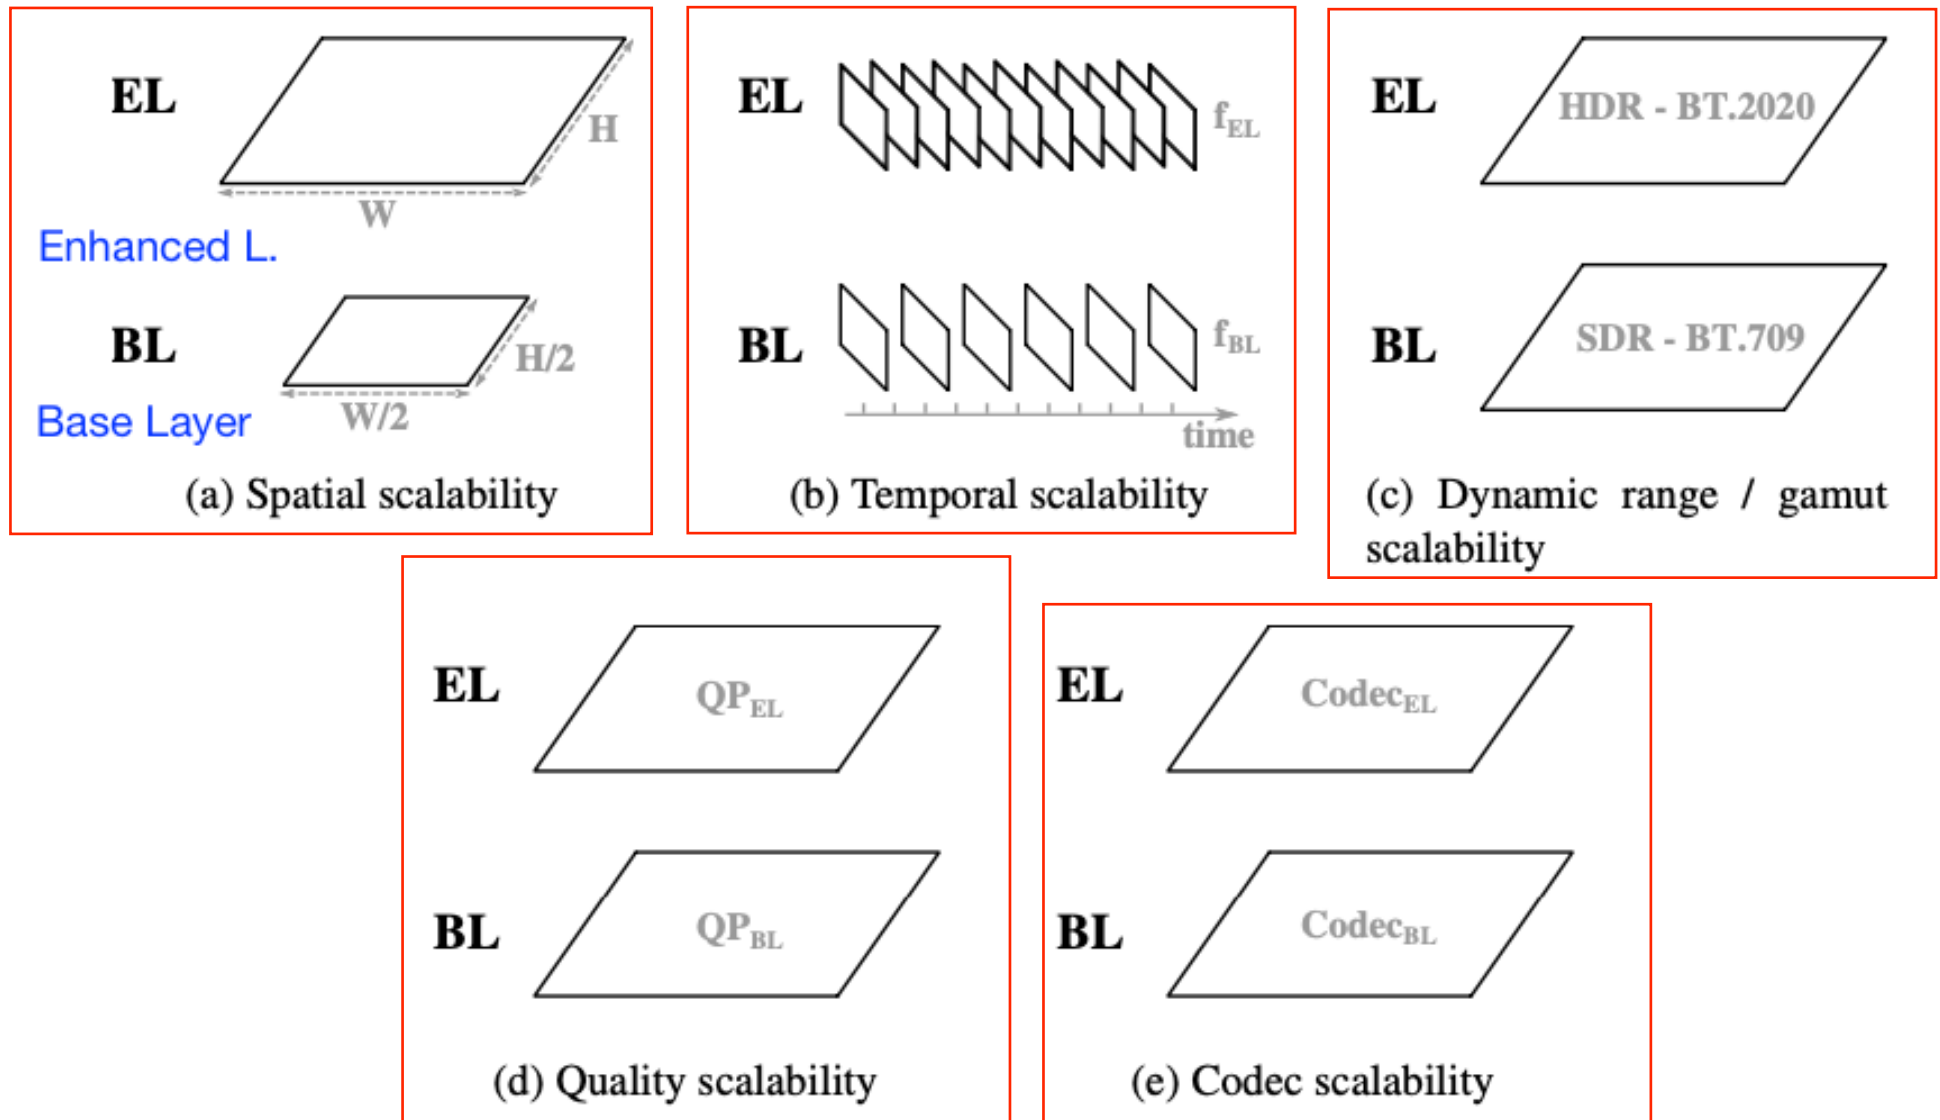 EL
H
W
Enhanced L.
BL
H/2
W/2
Base Layer
(a) Spatial scalability
EL
fEL
BL
fBL
time
(b) Temporal scalability
EL
HDR - BT.2020
BL
SDR - BT.709
(c) Dynamic range / gamut
scalability
EL
QPEL
BL
QPBL
(d) Quality scalability
EL
CodecEL
BL
CodecBL
(e) Codec scalability